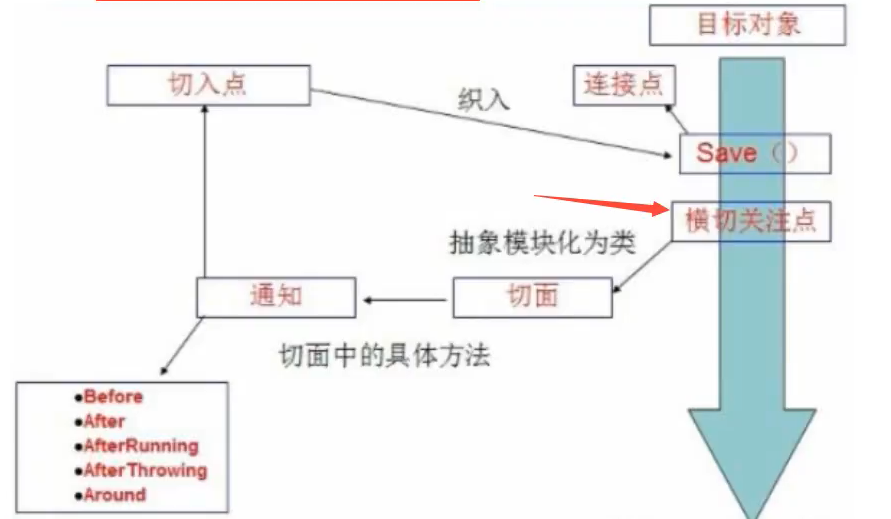 目标对象
切入点
织入
连接点
Save（）
横切关注点
抽象模块化为类
通知
切面
切面中的具体方法
●Before
●After
●AfterRunning
●AfterThrowing
●Around